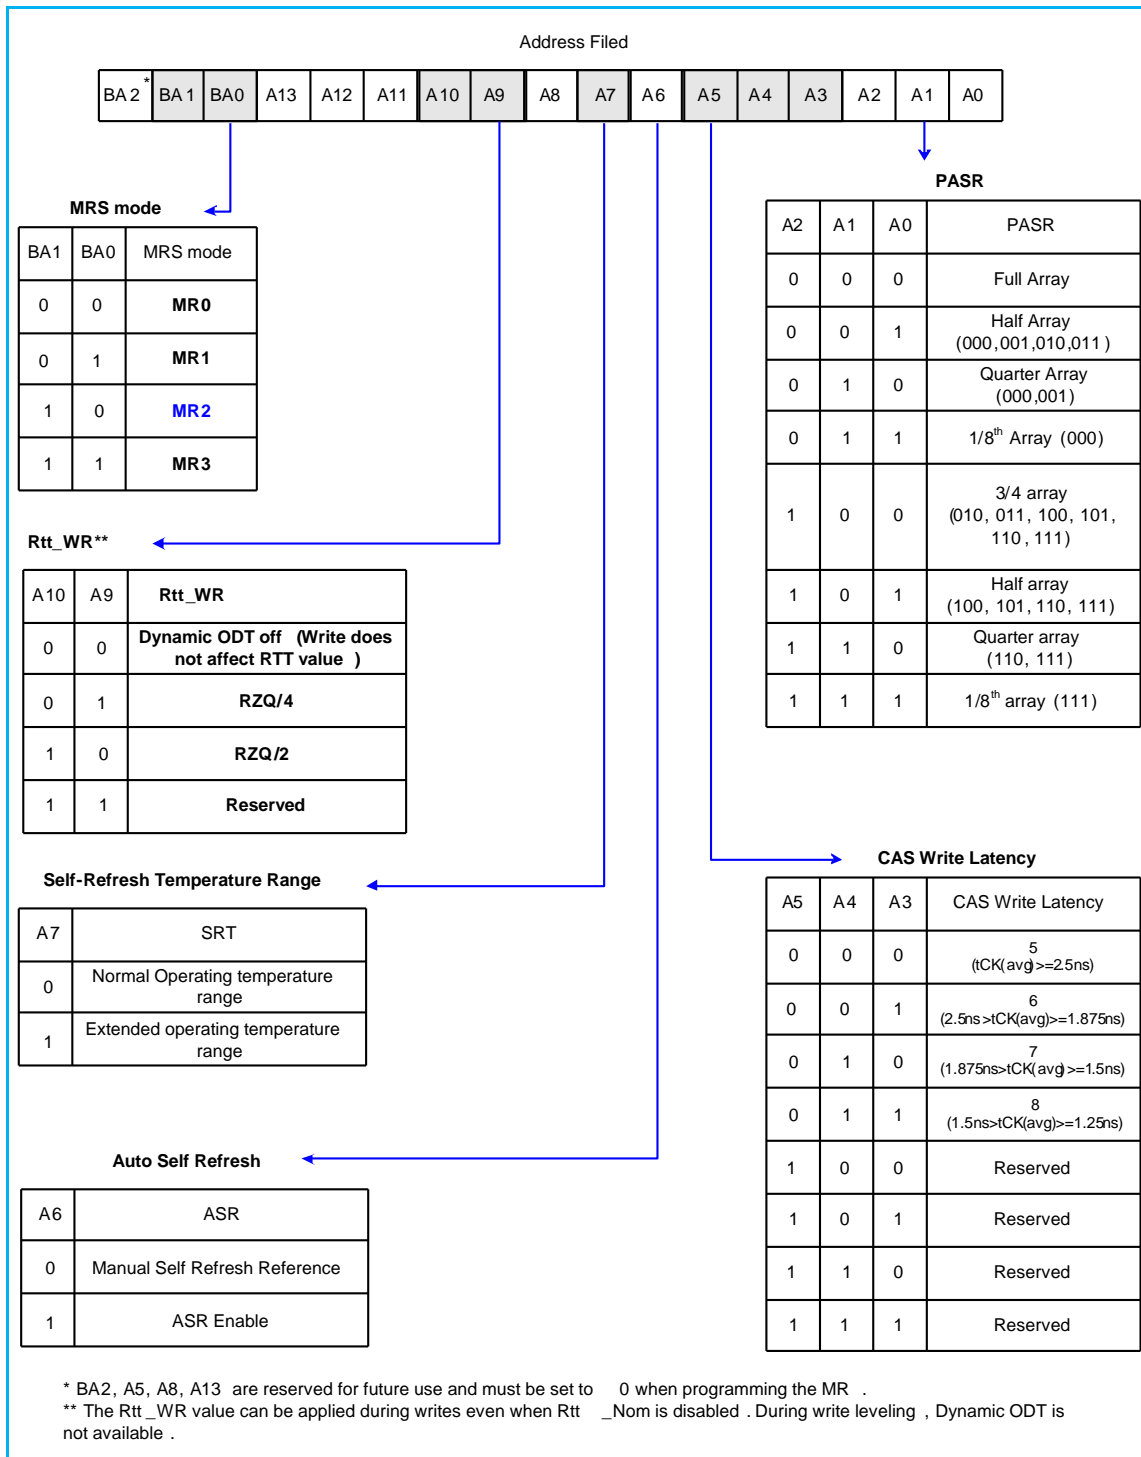 Address Filed
BA2* BA1 BA0 A13 A12 A11 A10 A9 A8 A7 A6 A5 A4 A3 A2 A1 A0
MRS mode
BA1 BA0 MRS mode
0 0 MR0
0 1 MR1
1 0 MR2
1 1 MR3
Rtt_WR**
A10 A9 Rtt_WR
0 0 Dynamic ODT off (Write does
not affect RTT value )
0 1 RZQ/4
1 0 RZQ/2
1 1 Reserved
Self-Refresh Temperature Range
A7 SRT
0 Normal Operating temperature
range
1 Extended operating temperature
range
Auto Self Refresh
A6 ASR
0 Manual Self Refresh Reference
1 ASR Enable
PASR
A2 A1 A0 PASR
0 0 0 Full Array
0 0 1 Half Array
(000,001,010,011 )
0 1 0 Quarter Array
(000,001)
0 1 1 1/8th Array (000)
1 0 0 3/4 array
(010, 011, 100, 101,
110 , 111)
1 0 1 Half array
(100, 101, 110, 111)
1 1 0 Quarter array
(110, 111)
1 1 1 1/8th array (111)
CAS Write Latency
A5 A4 A3 CAS Write Latency
0 0 0 5
(tCK(avg)>=2.5ns)
0 0 1 6
(2.5ns>tCK(avg)>=1.875ns)
0 1 0 7
(1.875ns>tCK(avg)>=1.5ns)
0 1 1 8
(1.5ns>tCK(avg)>=1.25ns)
1 0 0 Reserved
1 0 1 Reserved
1 1 0 Reserved
1 1 1 Reserved
* BA2, A5, A8, A13 are reserved for future use and must be set to 0 when programming the MR .
** The Rtt _WR value can be applied during writes even when Rtt _Nom is disabled . During write leveling , Dynamic ODT is
not available .